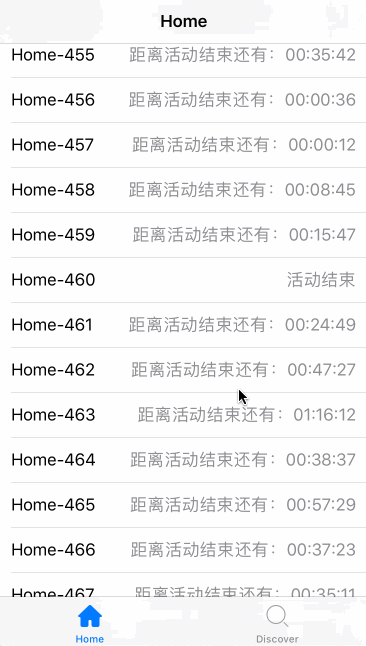 Home
Home-455 距离活动结束还有：00:35:42
Home-456 距离活动结束还有：00:00:36
Home-457 距离活动结束还有：00:00:12
Home-458 距离活动结束还有：00:08:45
Home-459 距离活动结束还有：00:15:47
Home-460 活动结束
Home-461 距离活动结束还有：00:24:49
Home-462 距离活动结束还有：00:47:27
Home-463 距离活动结束还有：01:16:12
Home-464 距离活动结束还有：00:38:37
Home-465 距离活动结束还有：00:57:29
Home-466 距离活动结束还有：00:37:23
Home-467 距离活动结束还有：00:35:11
Home Discover